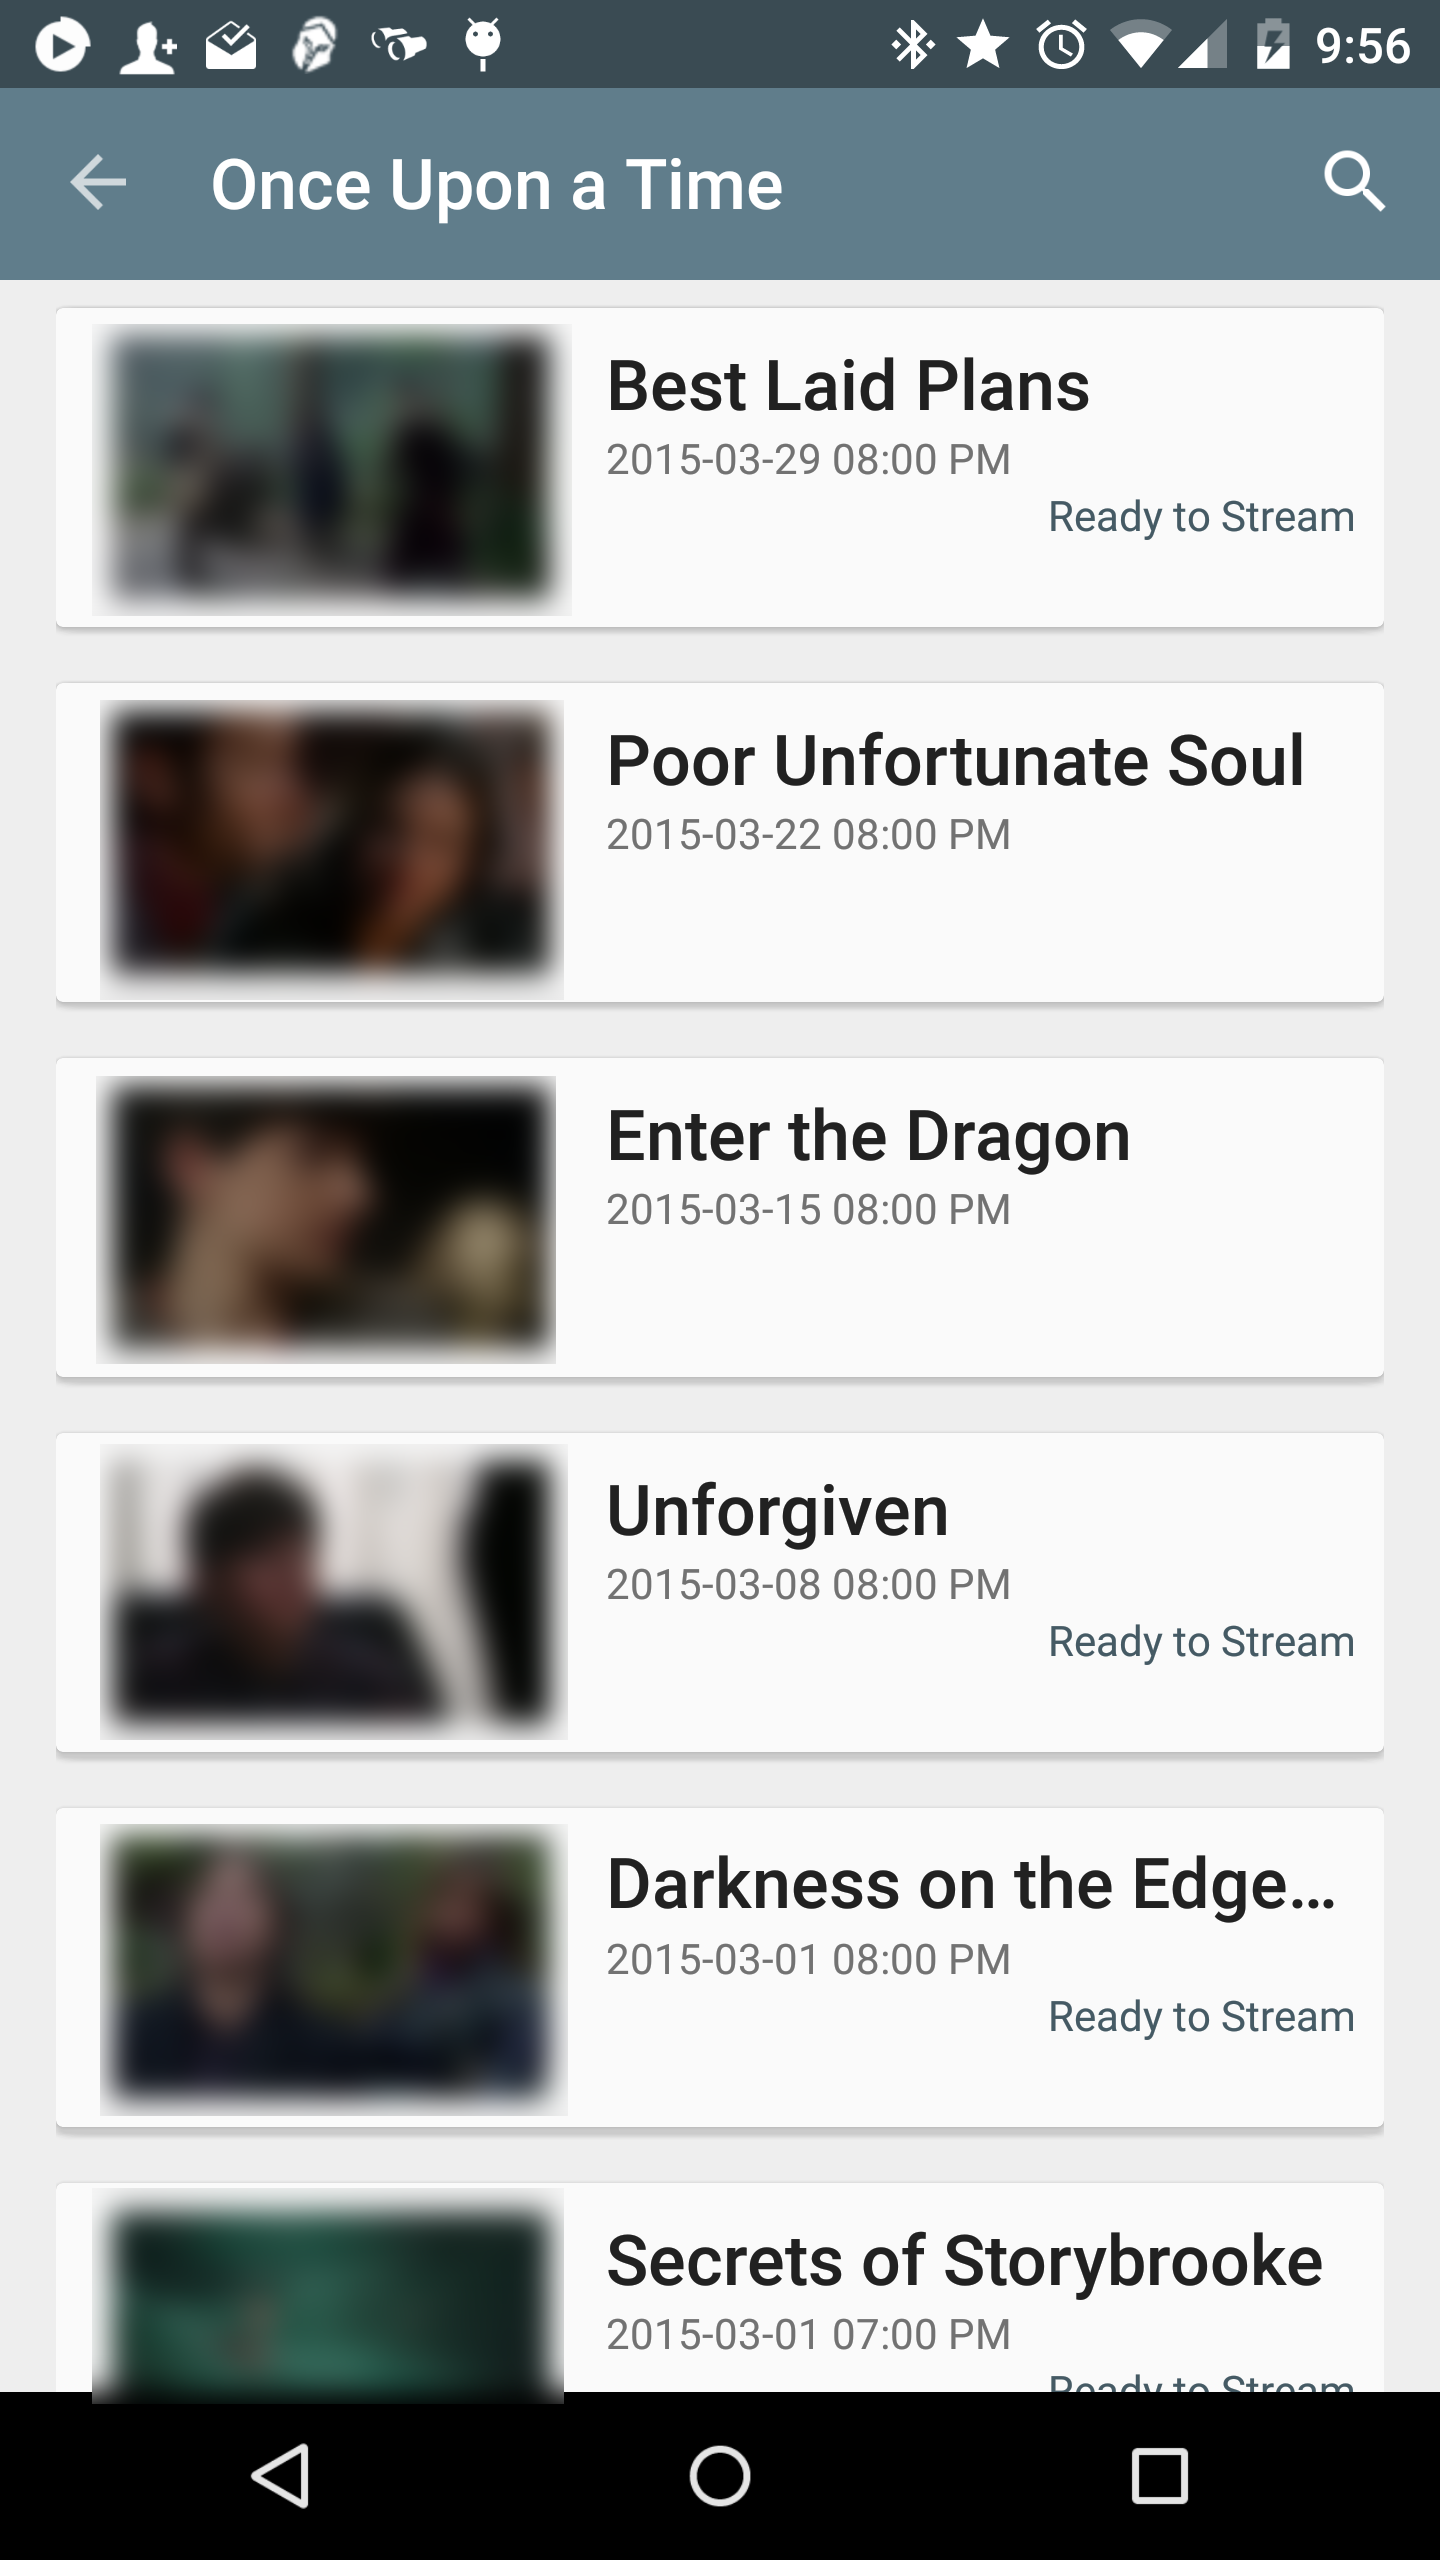 9:56
Once Upon a Time
Best Laid Plans
2015-03-29 08:00 PM
Ready to Stream
Poor Unfortunate Soul
2015-03-22 08:00 PM
Enter the Dragon
2015-03-15 08:00 PM
Unforgiven
2015-03-08 08:00 PM
Ready to Stream
Darkness on the Edge...
2015-03-01 08:00 PM
Ready to Stream
Secrets of Storybrooke
2015-03-01 07:00 PM
Ready to Stream